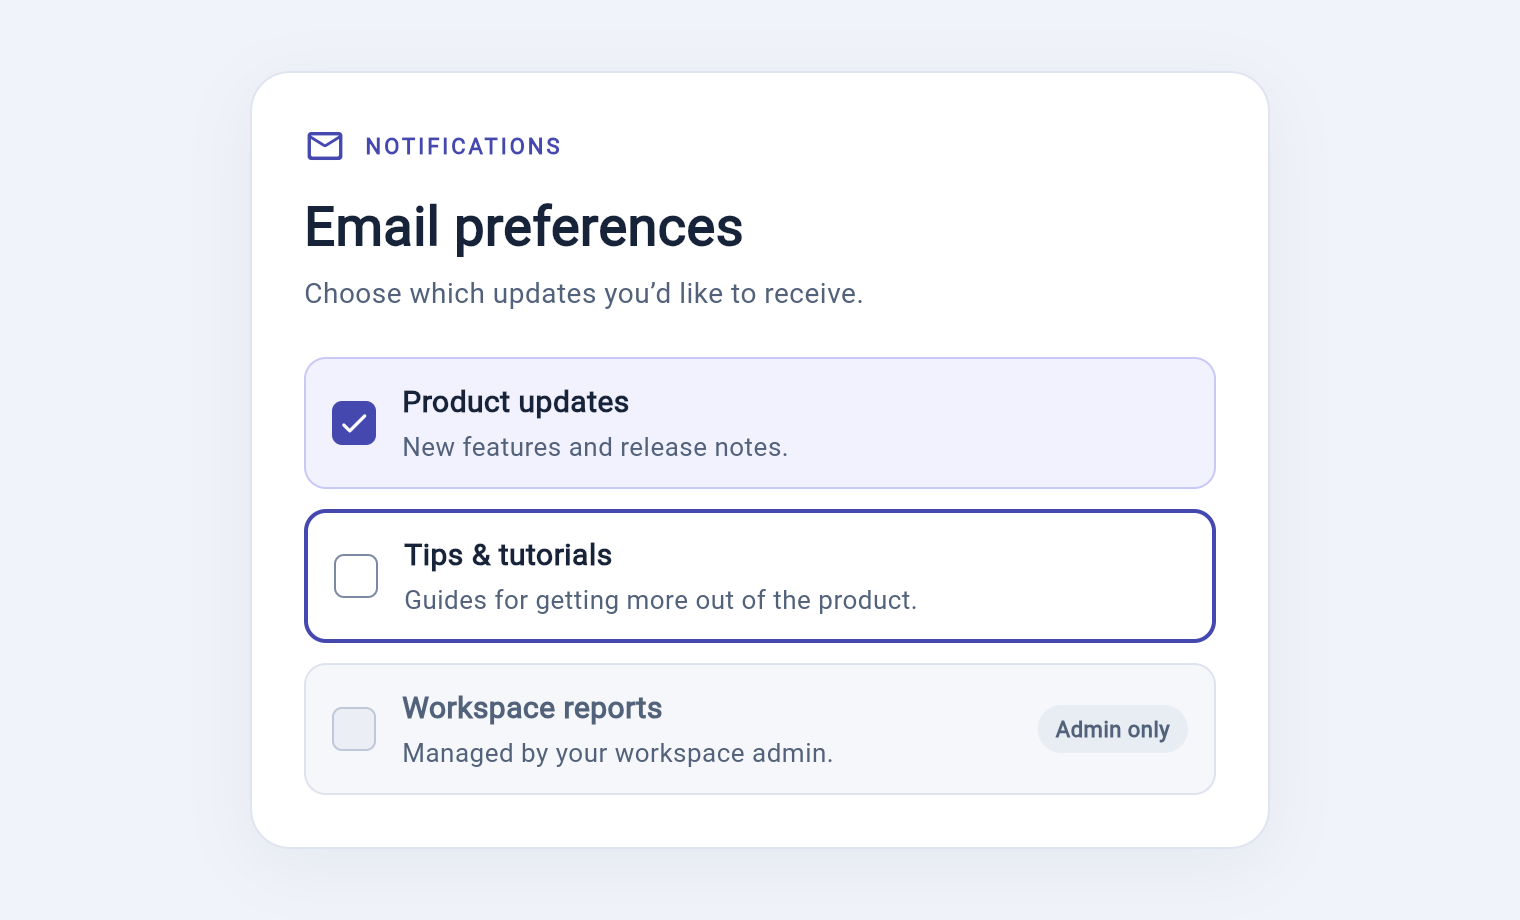 NOTIFICATIONS
Email preferences
Choose which updates you’d like to receive.
Product updates
New features and release notes.
Tips & tutorials
Guides for getting more out of the product.
Workspace reports
Managed by your workspace admin.
Admin only